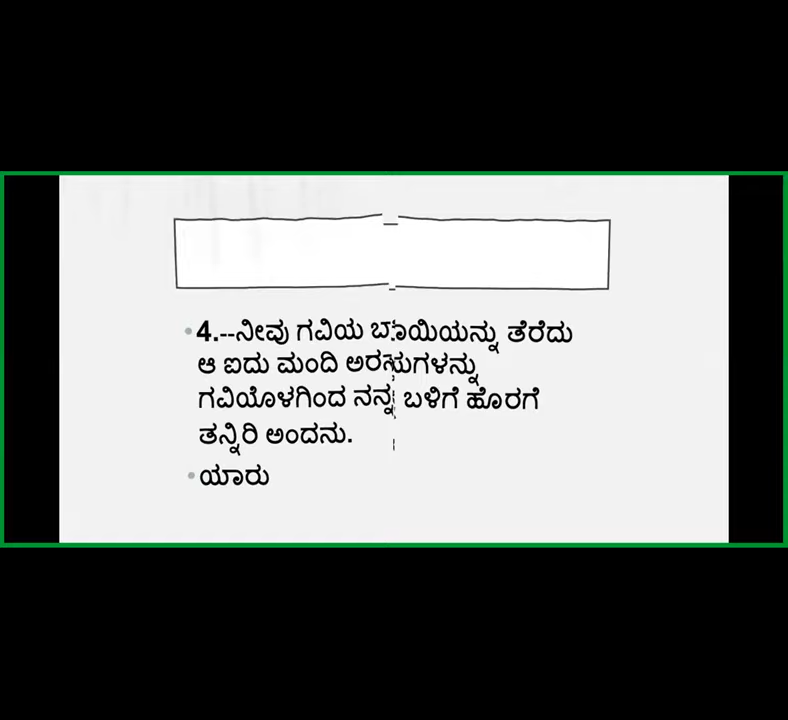 4.--ನೀವು ಗವಿಯ ಬಾಯಿಯನ್ನು ತೆರೆದು
ಆ ಐದು ಮಂದಿ ಅರಸುಗಳನ್ನು
ಗವಿಯೊಳಗಿಂದ ನನ್ನ ಬಳಿಗೆ ಹೊರಗೆ
ತನ್ನಿರಿ ಅಂದನು.
ಯಾರು